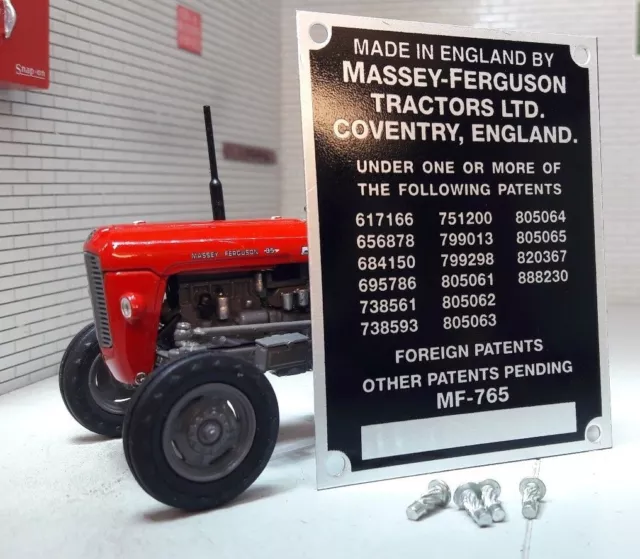 Snap-on
MASSEY FERGUSON 35
MADE IN ENGLAND BY
MASSEY-FERGUSON
TRACTORS LTD.
COVENTRY, ENGLAND.
UNDER ONE OR MORE OF
THE FOLLOWING PATENTS
617166 751200 805064
656878 799013 805065
684150 799298 820367
695786 805061 888230
738561 805062
738593 805063
FOREIGN PATENTS
OTHER PATENTS PENDING
MF-765